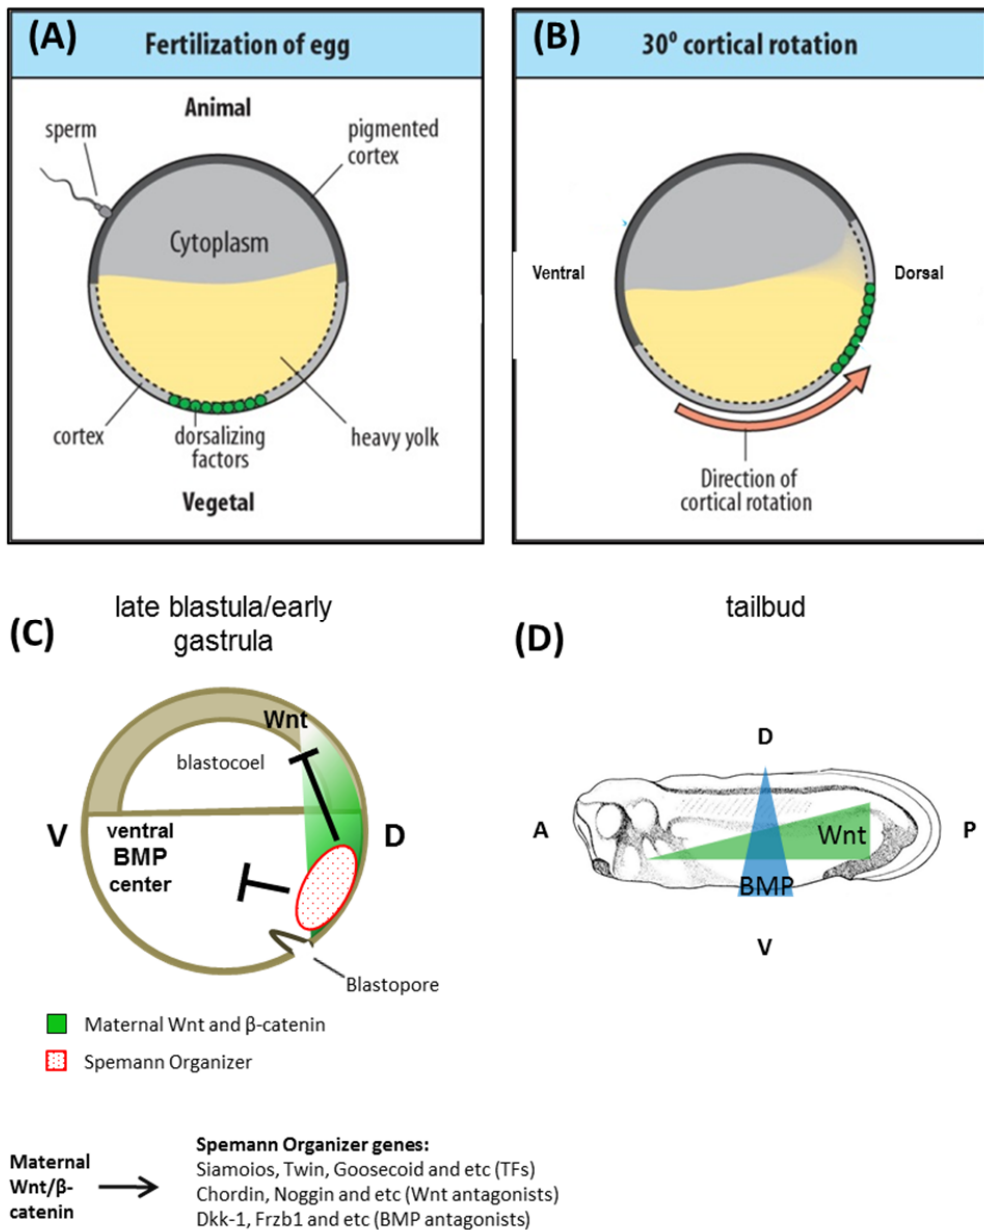 (A)
Fertilization of egg
Animal
sperm
pigmented
cortex
Cytoplasm
cortex
dorsalizing
factors
heavy yolk
Vegetal
(B)
30⁰ cortical rotation
Ventral
Dorsal
Direction of
cortical rotation
(C)
late blastula/early
gastrula
Wnt
blastocoel
V
ventral
BMP
center
D
Blastopore
Maternal Wnt and β-catenin
Spemann Organizer
(D)
tailbud
D
A
Wnt
P
BMP
V
Maternal
Wnt/β-
catenin
Spemann Organizer genes:
Siamoios, Twin, Goosecoid and etc (TFs)
Chordin, Noggin and etc (Wnt antagonists)
Dkk-1, Frzb1 and etc (BMP antagonists)